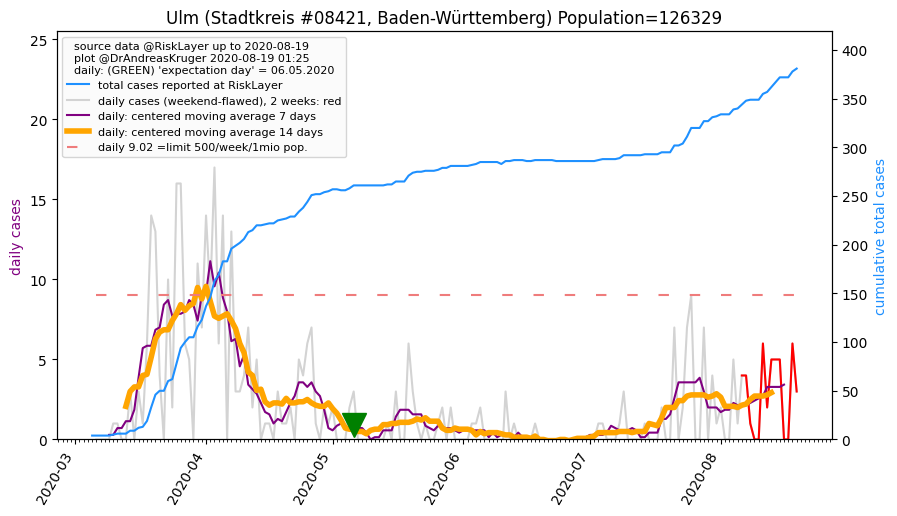 Ulm (Stadtkreis #08421, Baden-Württemberg) Population=126329
source data @RiskLayer up to 2020-08-19
plot @DrAndreasKruger 2020-08-19 01:25
daily: (GREEN) 'expectation day' = 06.05.2020
total cases reported at RiskLayer
daily cases (weekend-flawed), 2 weeks: red
daily: centered moving average 7 days
daily: centered moving average 14 days
daily 9.02 =limit 500/week/1mio pop.
daily cases
25
20
15
10
5
0
cumulative total cases
400
350
300
250
200
150
100
50
0
2020-03
2020-04
2020-05
2020-06
2020-07
2020-08